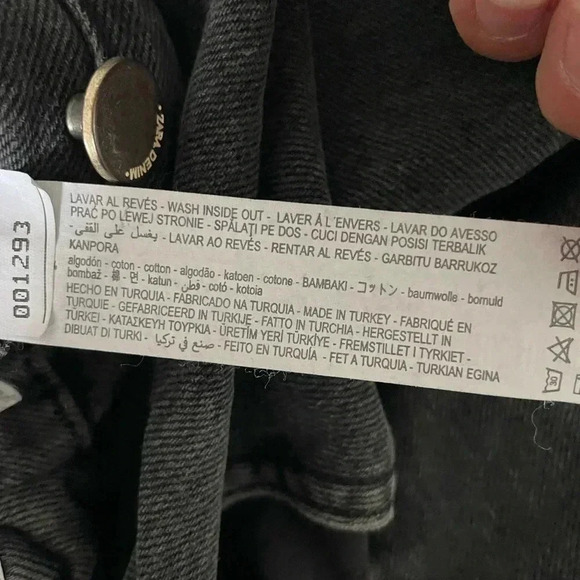 • ZARA DENIM •
001293
LAVAR AL REVÉS - WASH INSIDE OUT - LAVER À L'ENVERS - LAVAR DO AVESSO
PRAĆ PO LEWEJ STRONIE - SPĂLAȚI PE DOS - CUCI DENGAN POSISI TERBALIK
- يغسل على القفى - LAVAR AO REVÉS - RENTAR AL REVÉS - GARBITU BARRUKOZ
KANPORA
algodón - coton - cotton - algodão - katoen - cotone - ΒΑΜΒΑΚΙ - コットン - baumwolle - bomuld
bombaž - 棉 - 면 - katun - قطن - cotó - kotoia
HECHO EN TURQUIA - FABRICADO NA TURQUIA - MADE IN TURKEY - FABRIQUÉ EN
TURQUIE - GEFABRICEERD IN TURKIJE - FATTO IN TURCHIA - HERGESTELLT IN
TÜRKEI - ΚΑΤΑΣΚΕΥΗ ΤΟΥΡΚΙΑ - ÜRETİM YERİ TÜRKİYE - FREMSTILLET I TYRKIET -
DIBUAT DI TURKI - صنع في تركيا - FEITO EN TURQUÍA - FET A TURQUIA - TURKIAN EGINA
30